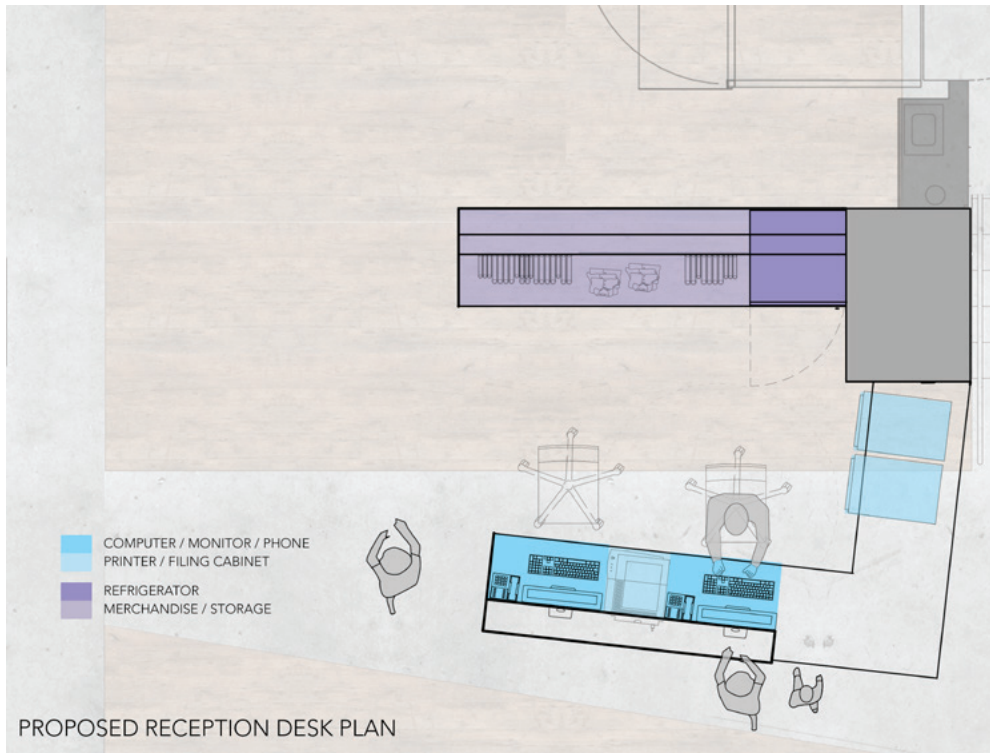 COMPUTER / MONITOR / PHONE
PRINTER / FILING CABINET
REFRIGERATOR
MERCHANDISE / STORAGE
PROPOSED RECEPTION DESK PLAN